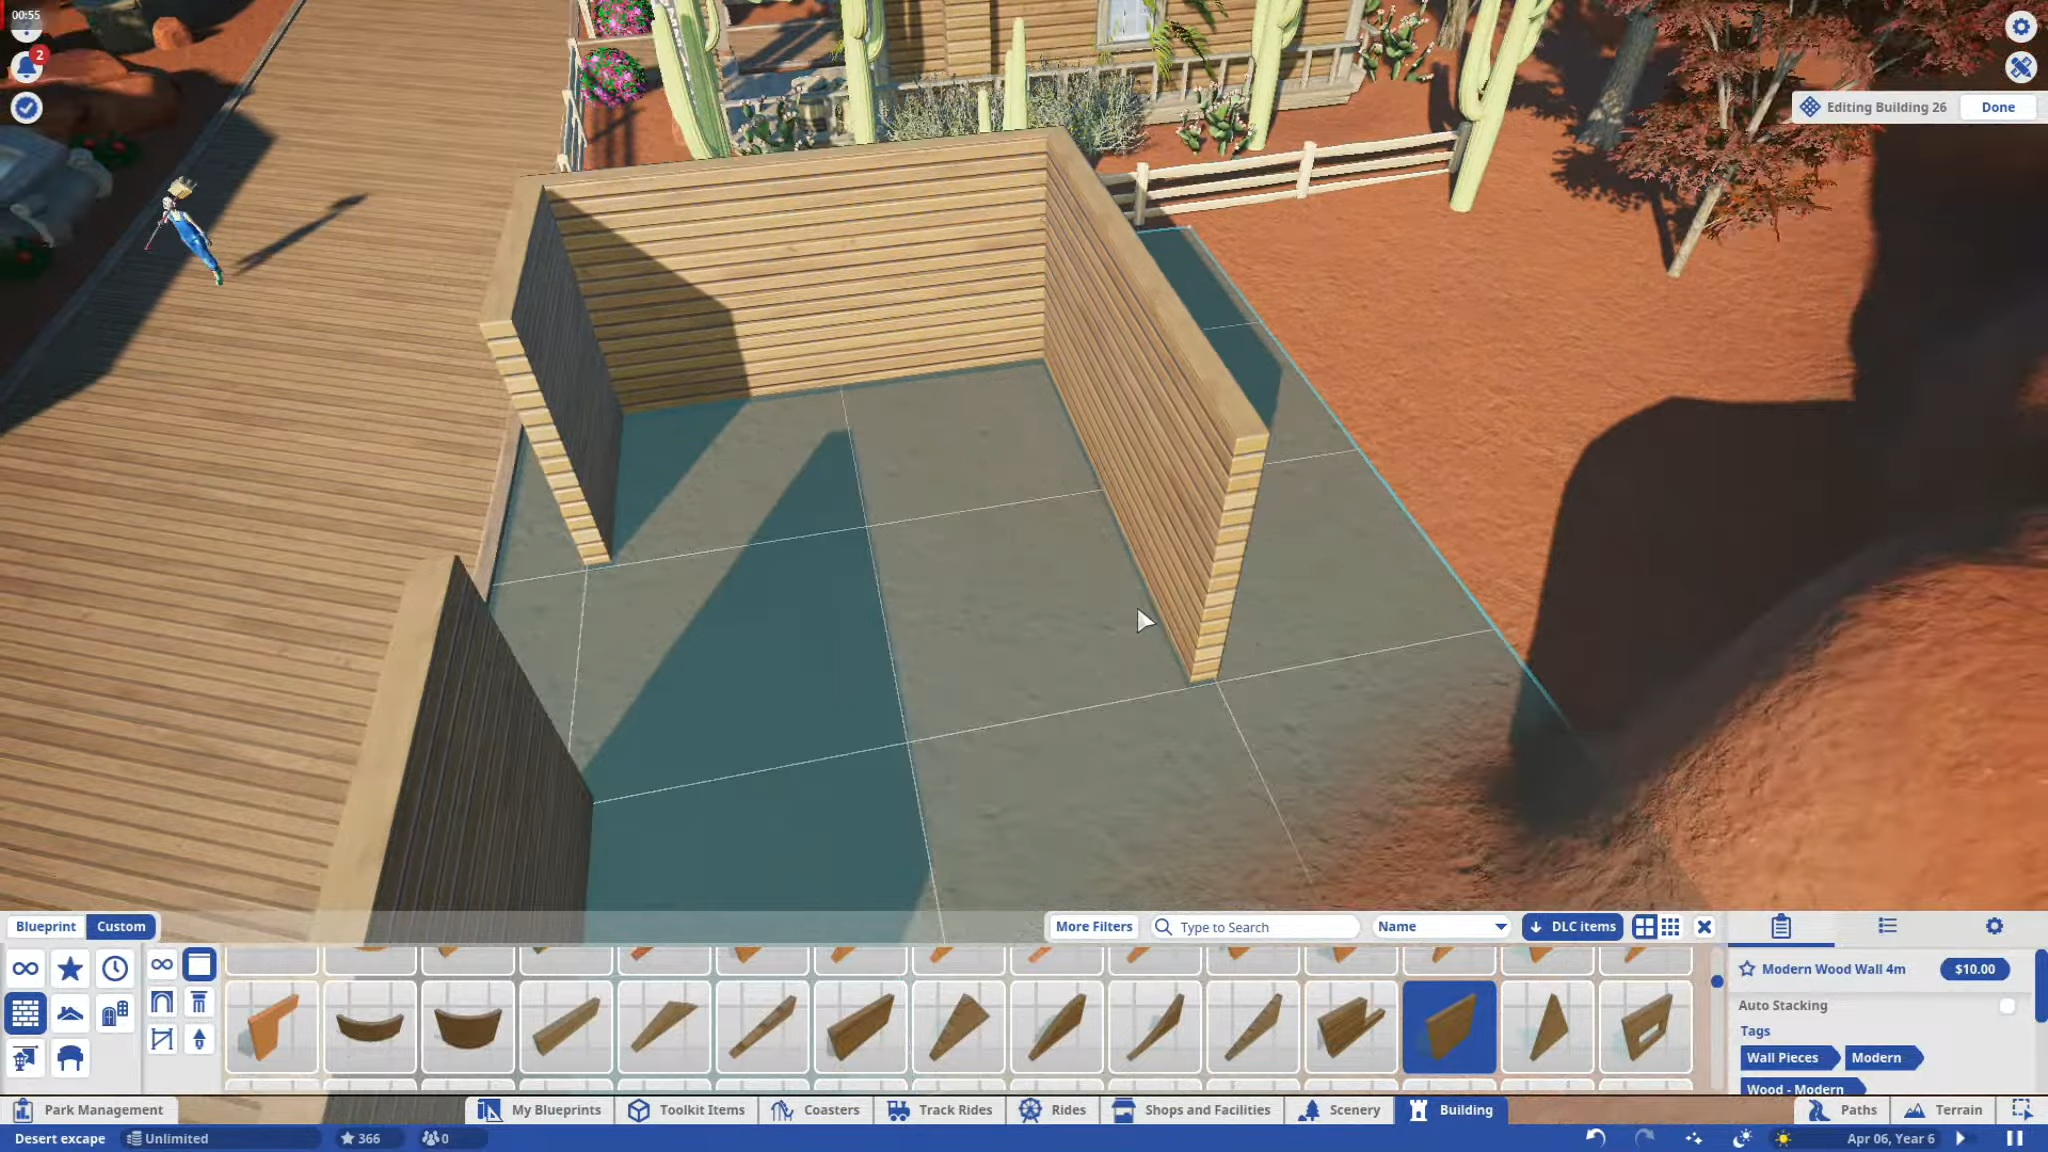 00:55
2
Editing Building 26
Done
Blueprint
Custom
More Filters
Type to Search
Name
DLC items
Modern Wood Wall 4m
$10.00
Auto Stacking
Tags
Wall Pieces
Modern
Wood - Modern
Park Management
My Blueprints
Toolkit Items
Coasters
Track Rides
Rides
Shops and Facilities
Scenery
Building
Paths
Terrain
Desert excape
Unlimited
366
0
Apr 06, Year 6